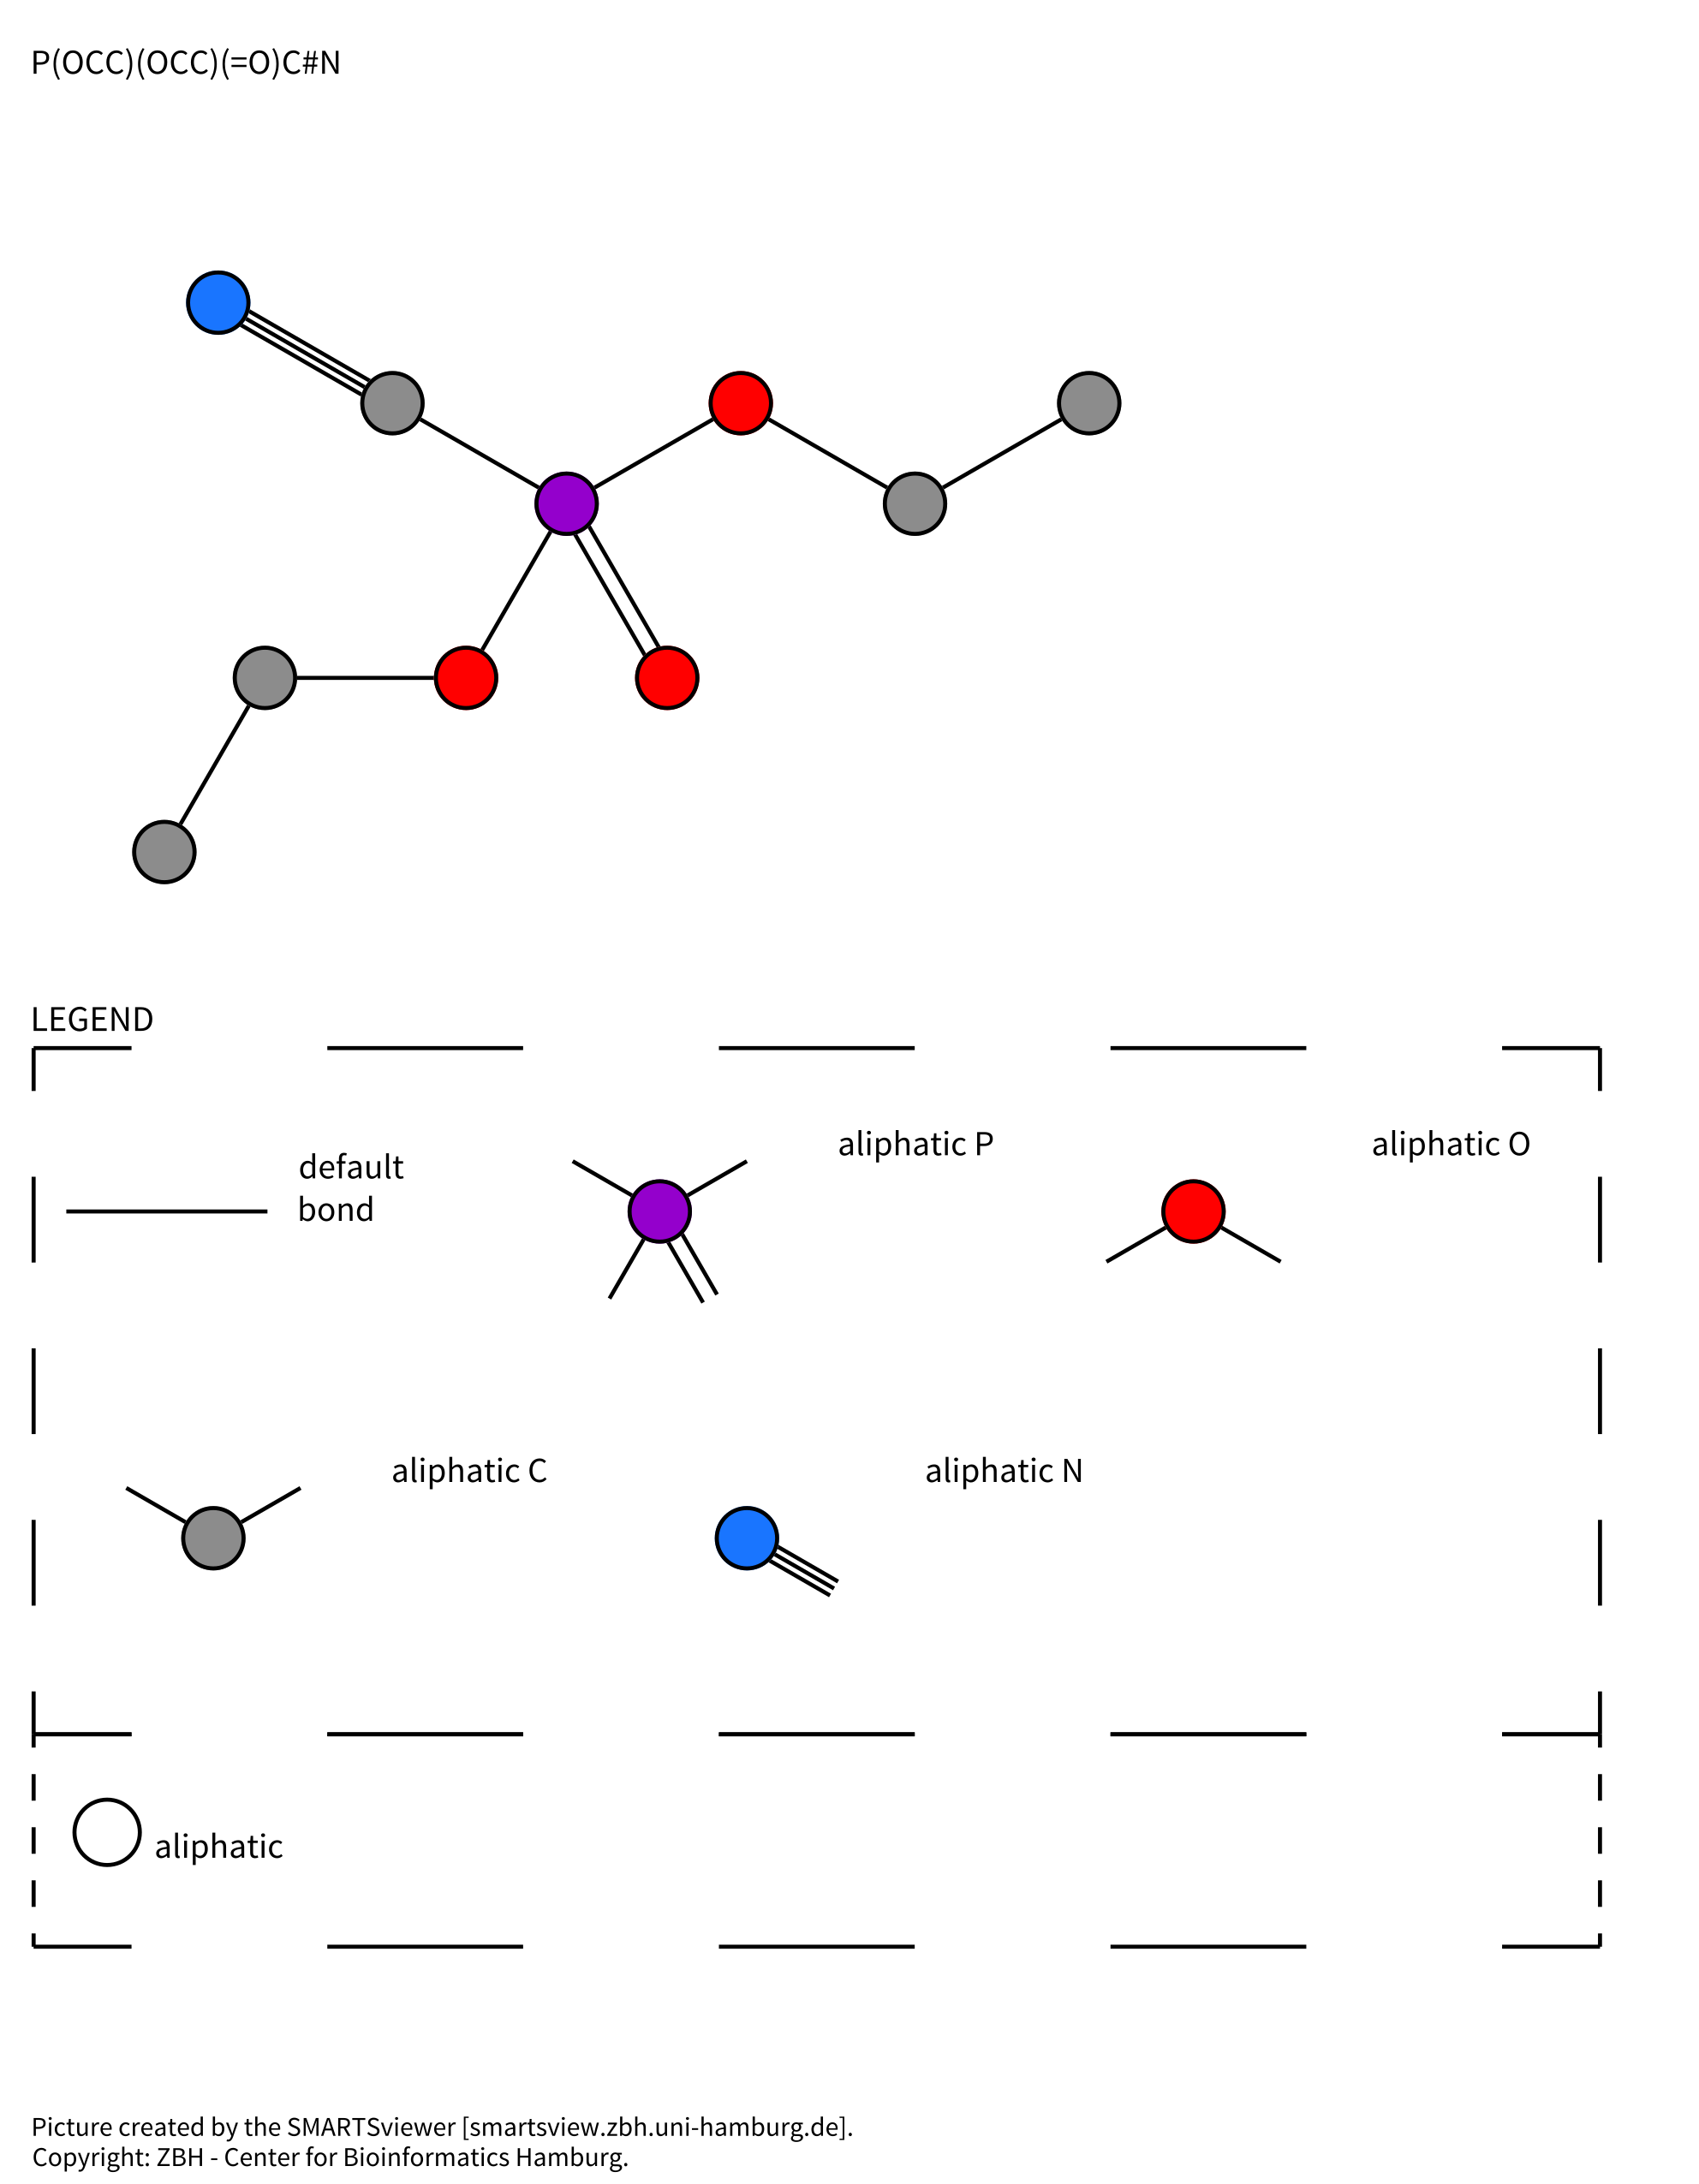 P(OCC)(OCC)(=O)C#N
LEGEND
default
bond
aliphatic P
aliphatic O
aliphatic C
aliphatic N
aliphatic
Picture created by the SMARTSviewer [smartsview.zbh.uni-hamburg.de].
Copyright: ZBH - Center for Bioinformatics Hamburg.